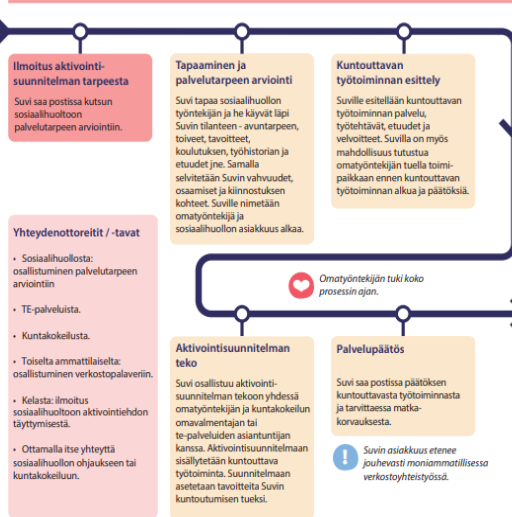 Ilmoitus aktivointi-
suunnitelman tarpeesta
Suvi saa postissa kutsun
sosiaalihuoltoon
palvelutarpeen arviointiin.
Tapaaminen ja
palvelutarpeen arviointi
Suvi tapaa sosiaalihuollon
työntekijän ja he käyvät läpi
Suvin tilanteen - avuntarpeen,
toiveet, tavoitteet,
koulutuksen, työhistorian ja
etuudet jne. Samalla
selvitetään Suvin vahvuudet,
osaamiset ja kiinnostuksen
kohteet. Suville nimetään
omatyöntekijä ja
sosiaalihuollon asiakkuus alkaa.
Kuntouttavan
työtoiminnan esittely
Suville esitellään kuntouttavan
työtoiminnan palvelu,
työtehtävät, etuudet ja
velvoitteet. Suvilla on myös
mahdollisuus tutustua
omatyöntekijän tuella toimi-
paikkaan ennen kuntouttavan
työtoiminnan alkua ja päätöksiä.
Yhteydenottoreitit / -tavat
• Sosiaalihuollosta:
osallistuminen palvelutarpeen
arviointiin
• TE-palveluista.
• Kuntakokeilusta.
• Toiselta ammattilaiselta:
osallistuminen verkostopalaveriin.
• Kelasta: ilmoitus
sosiaalihuoltoon aktivointiehdon
täyttymisestä.
• Ottamalla itse yhteyttä
sosiaalihuollon ohjaukseen tai
kuntakokeiluun.
Omatyöntekijän tuki koko
prosessin ajan.
Aktivointisuunnitelman
teko
Suvi osallistuu aktivointi-
suunnitelman tekoon yhdessä
omatyöntekijän ja kuntakokeilun
omavalmentajan tai
te-palveluiden asiantuntijan
kanssa. Aktivointisuunnitelmaan
sisällytetään kuntouttava
työtoiminta. Suunnitelmaan
asetetaan tavoitteita Suvin
kuntoutumisen tueksi.
Palvelupäätös
Suvi saa postissa päätöksen
kuntouttavasta työtoiminnasta
ja tarvittaessa matka-
korvauksesta.
Suvin asiakkuus etenee
jouhevasti moniammatillisessa
verkostoyhteistyössä.